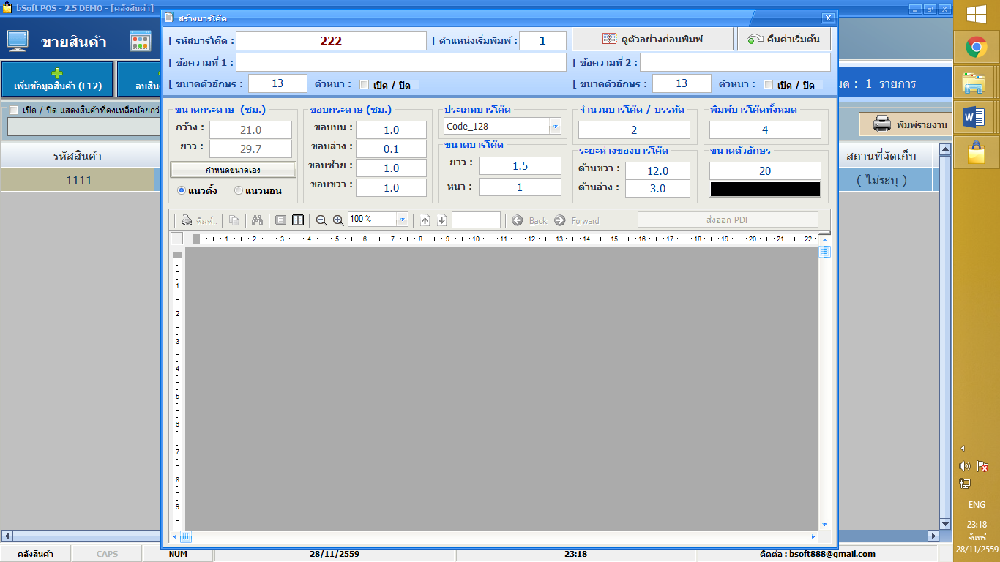 bSoft POS - 2.5 DEMO - [คลังสินค้า]
สร้างบาร์โค๊ด
ขายสินค้า
[ รหัสบาร์โค๊ด : 222 [ ตำแหน่งเริ่มพิมพ์ : 1 ดูตัวอย่างก่อนพิมพ์ คืนค่าเริ่มต้น
[ ข้อความที่ 1 : [ ข้อความที่ 2 :
เพิ่มข้อมูลสินค้า (F12)
[ ขนาดตัวอักษร : 13 ตัวหนา : เปิด / ปิด [ ขนาดตัวอักษร : 13 ตัวหนา : เปิด / ปิด
: 1 รายการ
เปิด / ปิด แสดงสินค้าที่คงเหลือน้อยกว่า
ขนาดกระดาษ (ซม.) ขอบกระดาษ (ซม.) ประเภทบาร์โค๊ด จำนวนบาร์โค๊ด / บรรทัด พิมพ์บาร์โค๊ดทั้งหมด
กว้าง : 21.0 ขอบบน : 1.0 Code_128 2 4
พิมพ์รายงาน
ยาว : 29.7 ขอบล่าง : 0.1 ขนาดบาร์โค๊ด ระยะห่างของบาร์โค๊ด ขนาดตัวอักษร
รหัสสินค้า สถานที่จัดเก็บ
กำหนดขนาดเอง ขอบซ้าย : 1.0 ยาว : 1.5 ด้านขวา : 12.0 20
1111 ( ไม่ระบุ )
แนวตั้ง แนวนอน ขอบขวา : 1.0 หนา : 1 ด้านล่าง : 3.0
พิมพ์.. 100 % Back Forward ส่งออก PDF
1 2 3 4 5 6 7 8 9 10 11 12 13 14 15 16 17 18 19 20 21 22
1
2
3
4
5
6
7
8
9
ENG
23:18
จันทร์
28/11/2559
คลังสินค้า CAPS NUM 28/11/2559 23:18 ติดต่อ : bsoft888@gmail.com